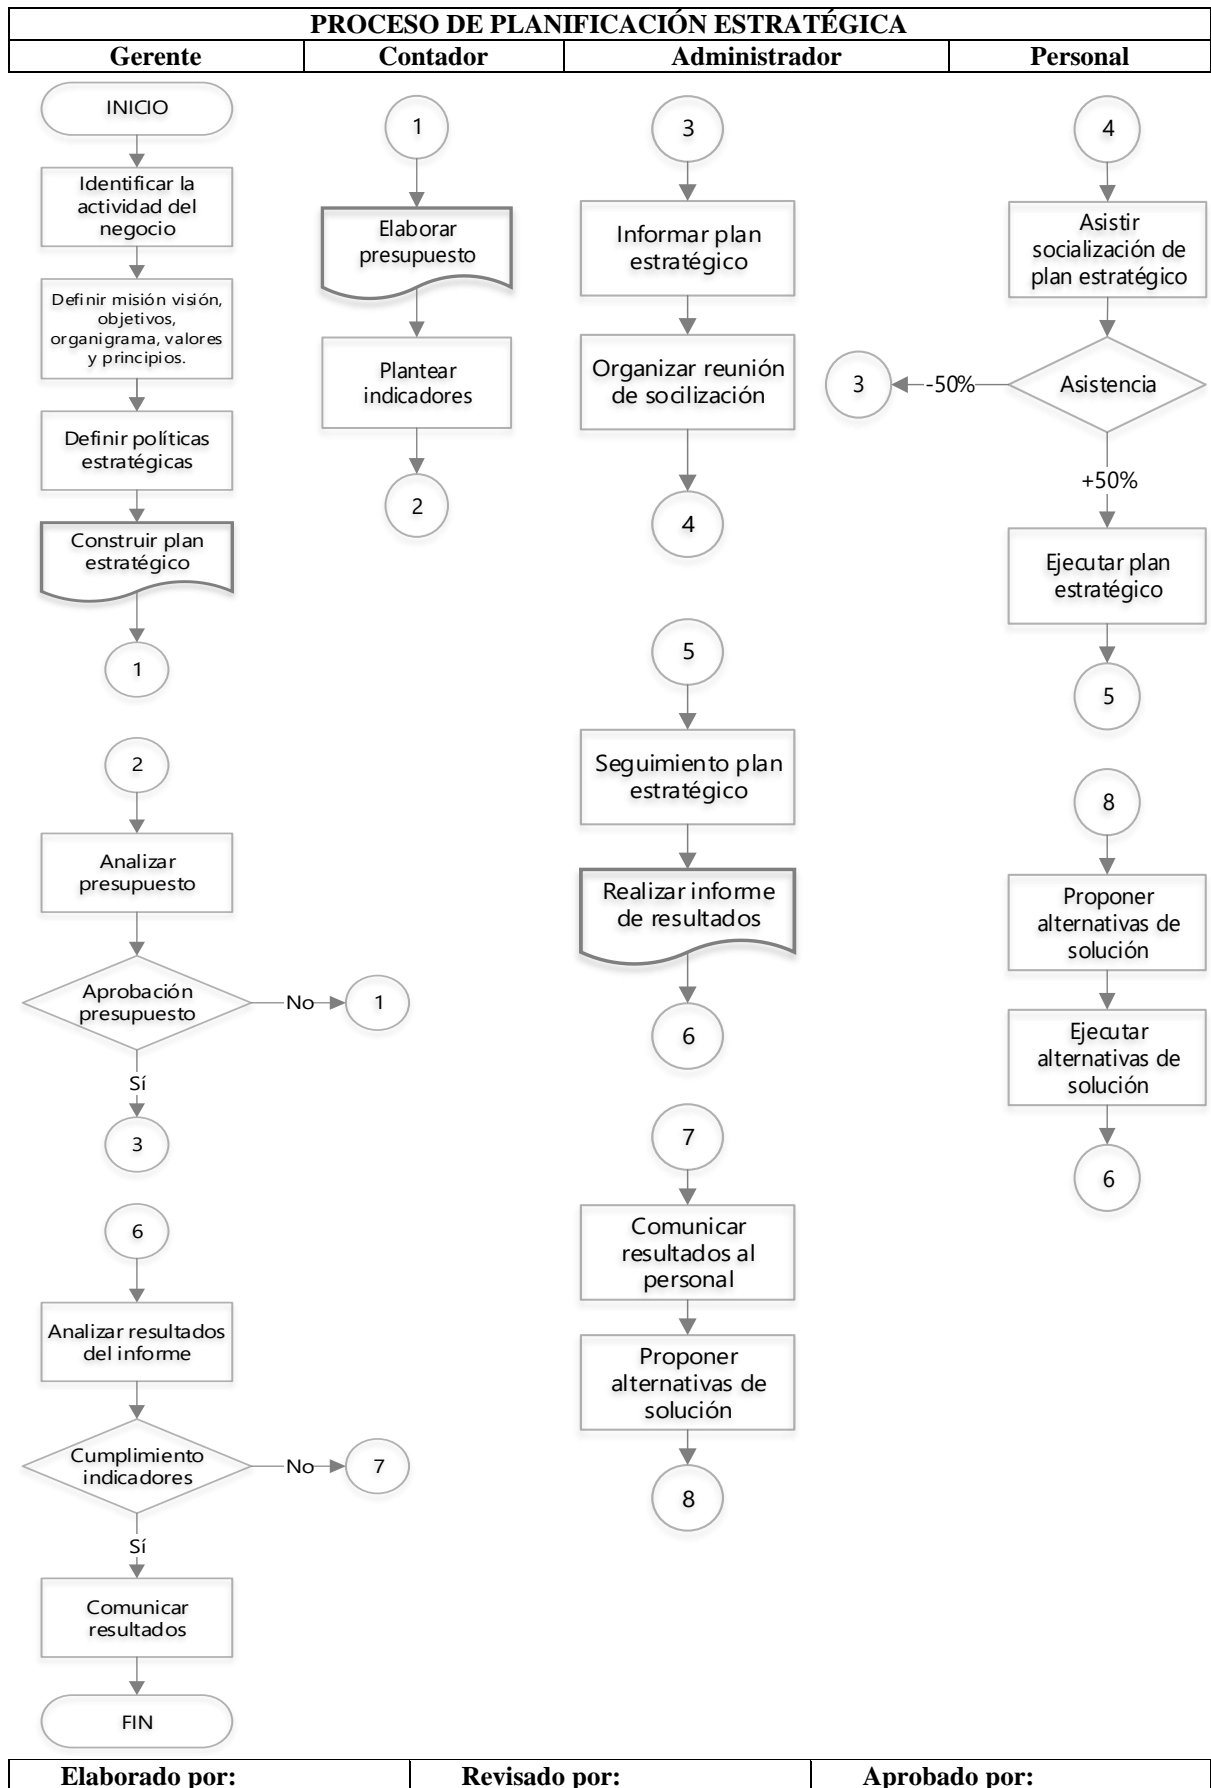 PROCESO DE PLANIFICACIÓN ESTRATÉGICA
Gerente
Contador
Administrador
Personal
INICIO
Identificar la
actividad del
negocio
Definir misión visión,
objetivos,
organigrama, valores
y principios.
Definir políticas
estratégicas
Construir plan
estratégico
1
2
Analizar
presupuesto
Aprobación
presupuesto
No
1
Sí
3
6
Analizar resultados
del informe
Cumplimiento
indicadores
No
7
Sí
Comunicar
resultados
FIN
1
Elaborar
presupuesto
Plantear
indicadores
2
3
Informar plan
estratégico
Organizar reunión
de socilización
4
5
Seguimiento plan
estratégico
Realizar informe
de resultados
6
7
Comunicar
resultados al
personal
Proponer
alternativas de
solución
8
4
Asistir
socialización de
plan estratégico
Asistencia
-50%
3
+50%
Ejecutar plan
estratégico
5
8
Proponer
alternativas de
solución
Ejecutar
alternativas de
solución
6
Elaborado por:
Revisado por:
Aprobado por: